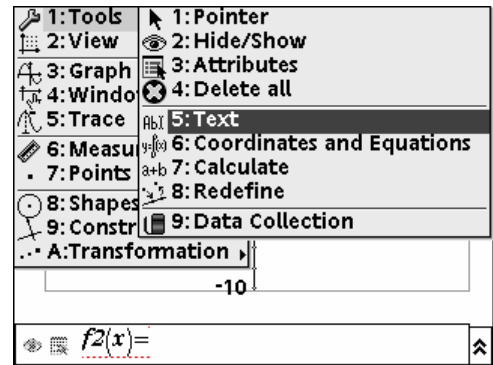 1:Tools
2:View
3:Graph
4:Windo
5:Trace
6:Measu
7:Points
8:Shapes
9:Constr
A:Transformation
1:Pointer
2:Hide/Show
3:Attributes
4:Delete all
5:Text
6:Coordinates and Equations
7:Calculate
8:Redefine
9:Data Collection
-10
f2(x)=